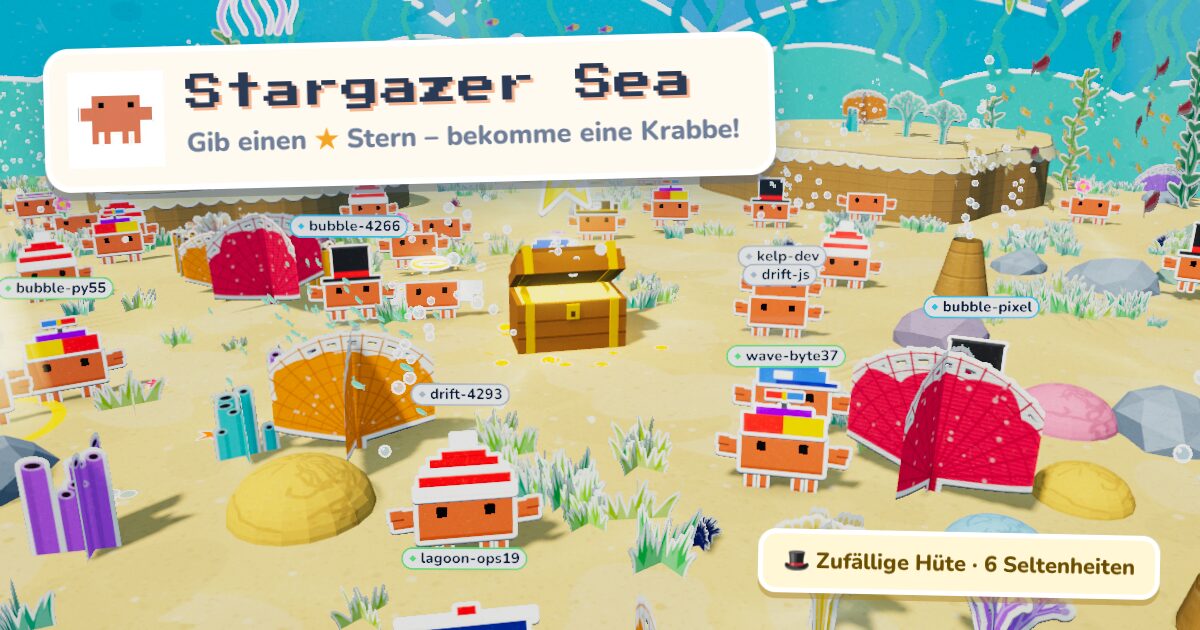 Stargazer Sea
Gib einen ★ Stern – bekomme eine Krabbe!
bubble-4266
kelp-dev
drift-js
bubble-py55
bubble-pixel
wave-byte37
drift-4293
lagoon-ops19
Zufällige Hüte · 6 Seltenheiten